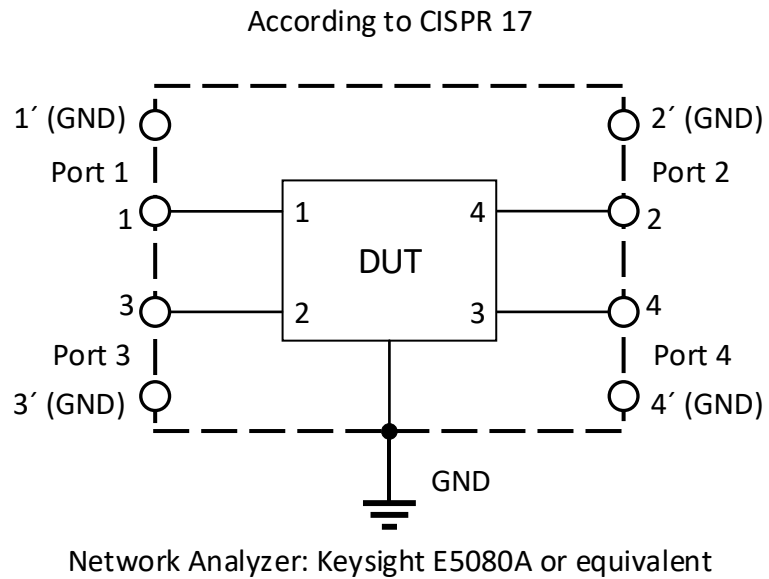 According to CISPR 17
1´ (GND)
2´ (GND)
Port 1
Port 2
1
1
4
2
DUT
3
2
3
4
Port 3
Port 4
3´ (GND)
4´ (GND)
GND
Network Analyzer: Keysight E5080A or equivalent